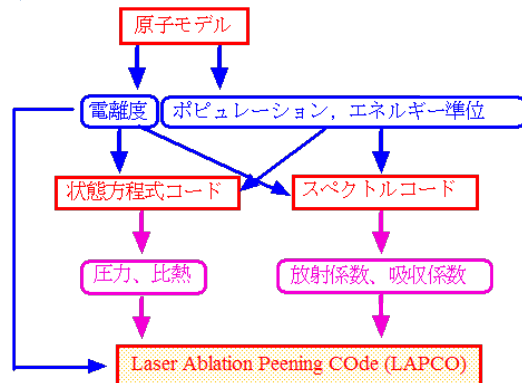 原子モデル
電離度
ポピュレーション，エネルギー準位
状態方程式コード
スペクトルコード
圧力、比熱
放射係数、吸収係数
Laser Ablation Peening COde (LAPCO)